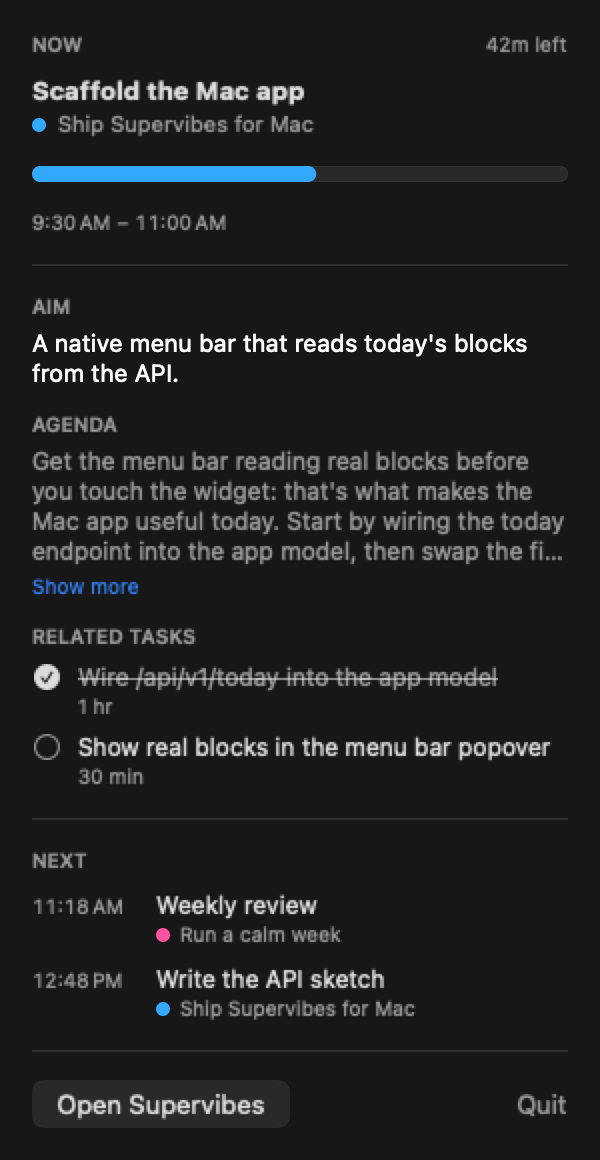 NOW
42m left
Scaffold the Mac app
Ship Supervibes for Mac
9:30 AM – 11:00 AM
AIM
A native menu bar that reads today's blocks
from the API.
AGENDA
Get the menu bar reading real blocks before
you touch the widget: that's what makes the
Mac app useful today. Start by wiring the today
endpoint into the app model, then swap the fi...
Show more
RELATED TASKS
Wire /api/v1/today into the app model
1 hr
Show real blocks in the menu bar popover
30 min
NEXT
11:18 AM
Weekly review
Run a calm week
12:48 PM
Write the API sketch
Ship Supervibes for Mac
Open Supervibes
Quit